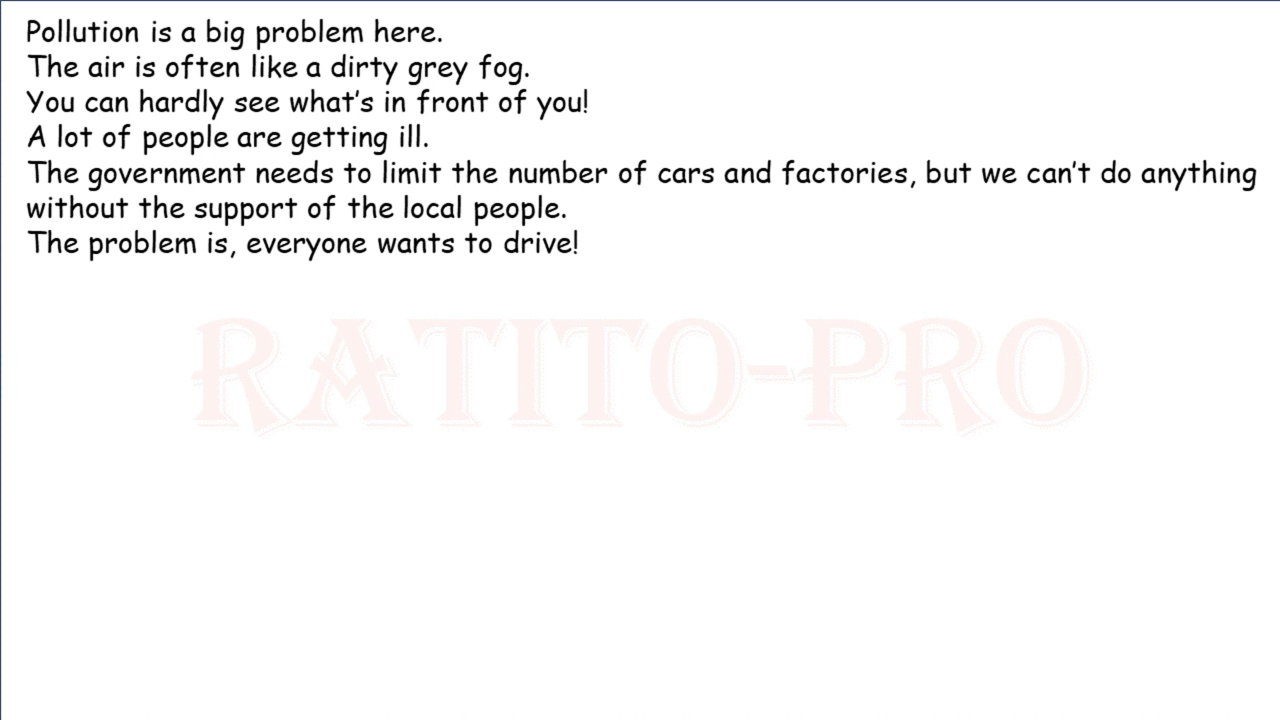 Pollution is a big problem here.
The air is often like a dirty grey fog.
You can hardly see what's in front of you!
A lot of people are getting ill.
The government needs to limit the number of cars and factories, but we can't do anything
without the support of the local people.
The problem is, everyone wants to drive!
RATITO-PRO